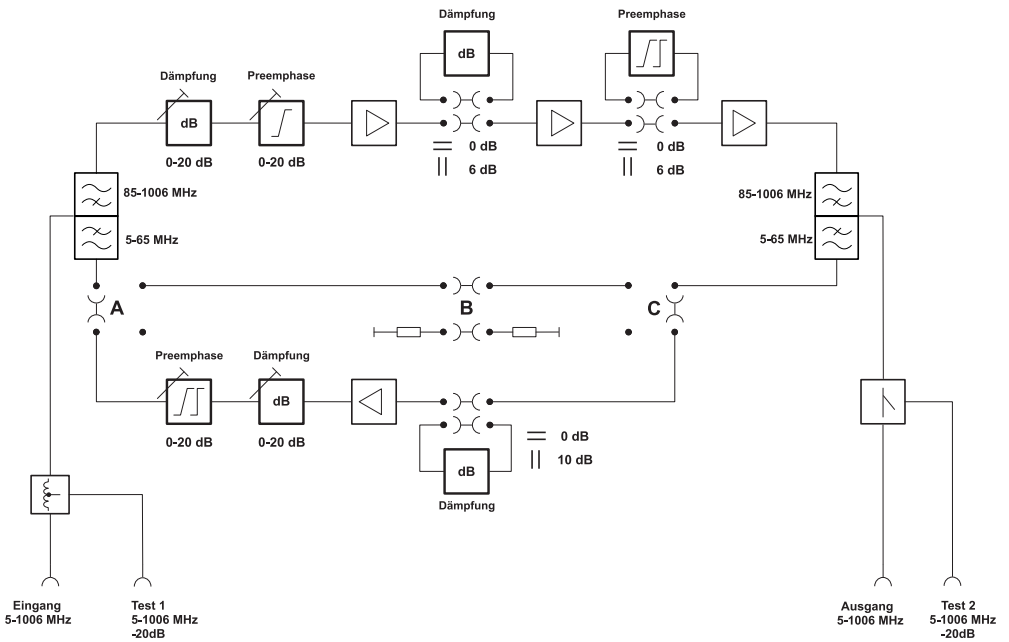 Dämpfung
Preemphase
dB
Dämpfung
Preemphase
dB
0-20 dB
0-20 dB
0 dB
6 dB
0 dB
6 dB
85-1006 MHz
85-1006 MHz
5-65 MHz
5-65 MHz
A
B
C
Preemphase
Dämpfung
dB
0-20 dB
0-20 dB
0 dB
10 dB
dB
Dämpfung
Eingang
5-1006 MHz
Test 1
5-1006 MHz
-20dB
Ausgang
5-1006 MHz
Test 2
5-1006 MHz
-20dB